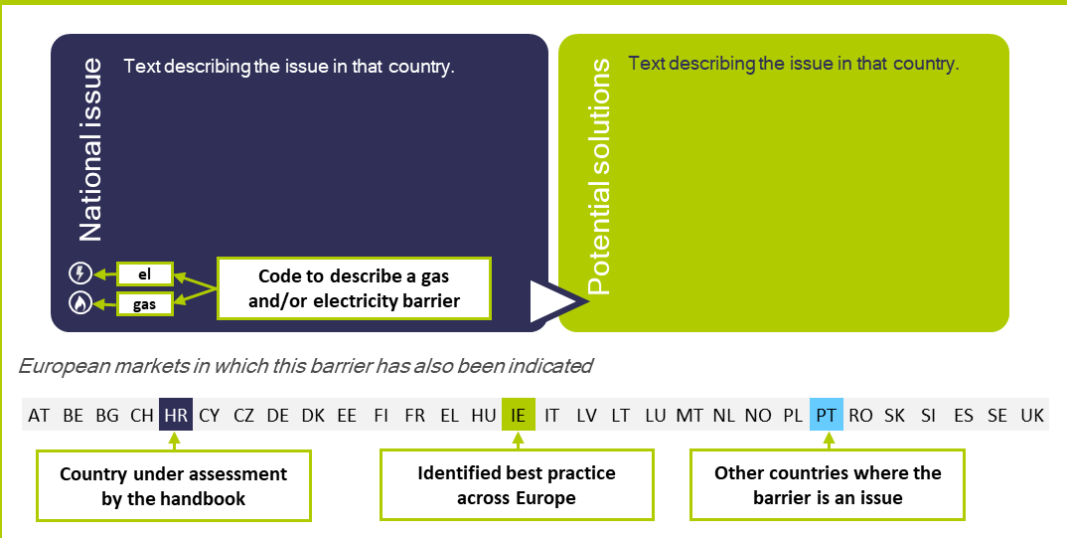 National issue
Text describing the issue in that country.
el
gas
Code to describe a gas
and/or electricity barrier
Potential solutions
Text describing the issue in that country.
European markets in which this barrier has also been indicated
AT BE BG CH HR CY CZ DE DK EE FI FR EL HU IE IT LV LT LU MT NL NO PL PT RO SK SI ES SE UK
Country under assessment
by the handbook
Identified best practice
across Europe
Other countries where the
barrier is an issue